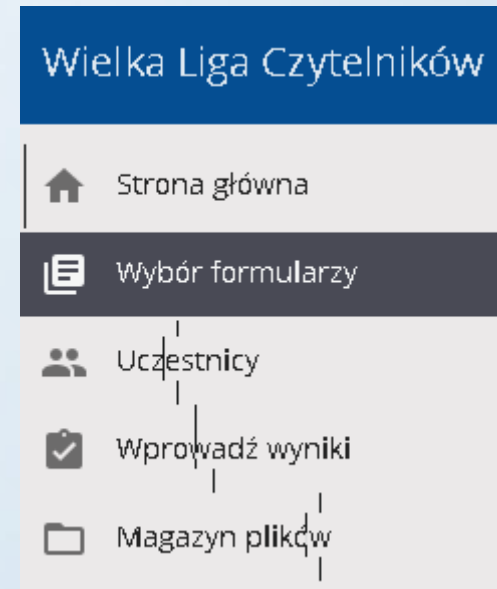 Wielka Liga Czytelników
Strona główna
Wybór formularzy
Uczestnicy
Wprowadź wyniki
Magazyn plików